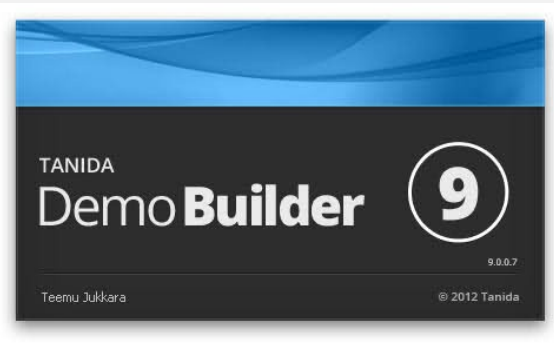 TANIDA
Demo Builder
9
9.0.0.7
Teemu Jukkara
© 2012 Tanida